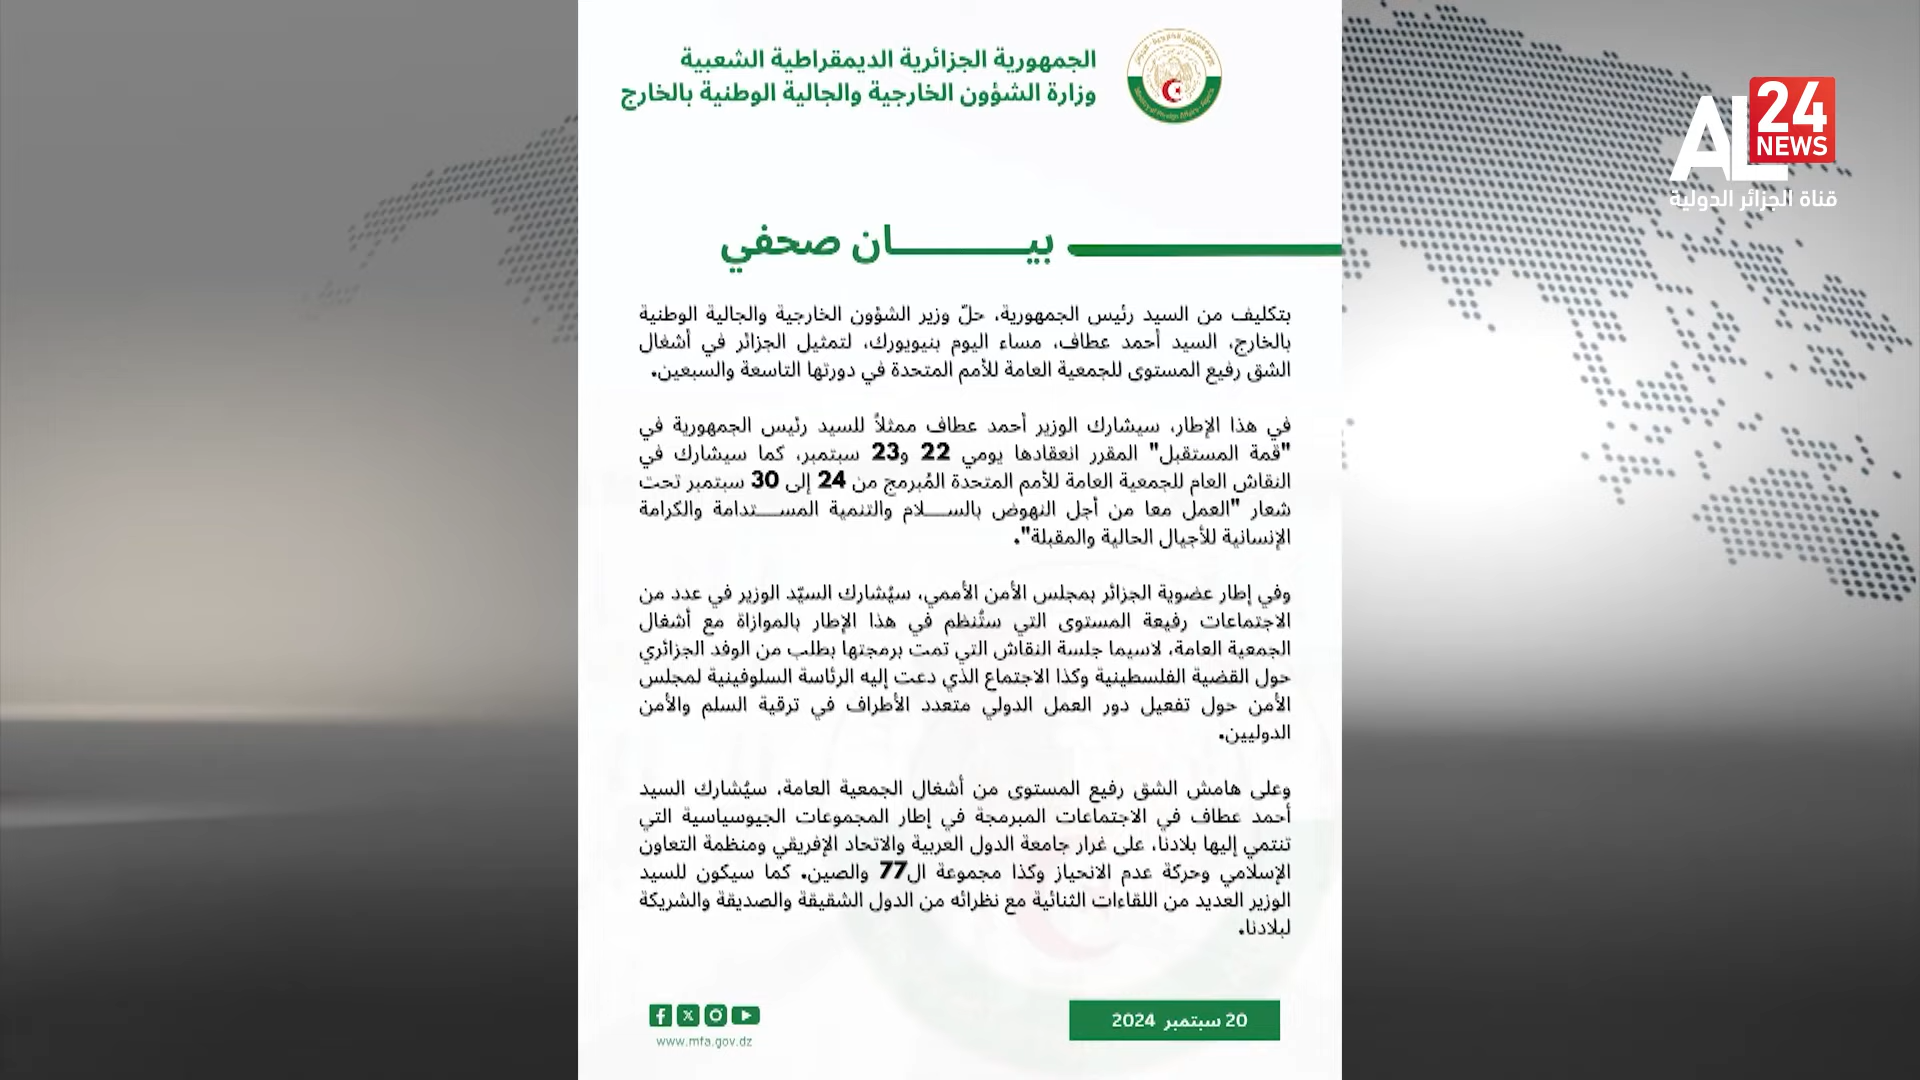 الجمهورية الجزائرية الديمقراطية الشعبية
وزارة الشؤون الخارجية والجالية الوطنية بالخارج
AL
24
NEWS
قناة الجزائر الدولية
بيـــــــــان صحفي
بتكليف من السيد رئيس الجمهورية، حلّ وزير الشؤون الخارجية والجالية الوطنية
بالخارج، السيد أحمد عطاف، مساء اليوم بنيويورك، لتمثيل الجزائر في أشغال
الشق رفيع المستوى للجمعية العامة للأمم المتحدة في دورتها التاسعة والسبعين.
في هذا الإطار، سيشارك الوزير أحمد عطاف ممثلاً للسيد رئيس الجمهورية في
"قمة المستقبل" المقرر انعقادها يومي 22 و23 سبتمبر، كما سيشارك في
النقاش العام للجمعية العامة للأمم المتحدة المُبرمج من 24 إلى 30 سبتمبر تحت
شعار "العمل معا من أجل النهوض بالســـلام والتنمية المســـتدامة والكرامة
الإنسانية للأجيال الحالية والمقبلة".
وفي إطار عضوية الجزائر بمجلس الأمن الأممي، سيُشارك السيّد الوزير في عدد من
الاجتماعات رفيعة المستوى التي ستُنظم في هذا الإطار بالموازاة مع أشغال
الجمعية العامة، لاسيما جلسة النقاش التي تمت برمجتها بطلب من الوفد الجزائري
حول القضية الفلسطينية وكذا الاجتماع الذي دعت إليه الرئاسة السلوفينية لمجلس
الأمن حول تفعيل دور العمل الدولي متعدد الأطراف في ترقية السلم والأمن
الدوليين.
وعلى هامش الشق رفيع المستوى من أشغال الجمعية العامة، سيُشارك السيد
أحمد عطاف في الاجتماعات المبرمجة في إطار المجموعات الجيوسياسية التي
تنتمي إليها بلادنا، على غرار جامعة الدول العربية والاتحاد الإفريقي ومنظمة التعاون
الإسلامي وحركة عدم الانحياز وكذا مجموعة ال77 والصين. كما سيكون للسيد
الوزير العديد من اللقاءات الثنائية مع نظرائه من الدول الشقيقة والصديقة والشريكة
لبلادنا.
20 سبتمبر 2024
www.mfa.gov.dz